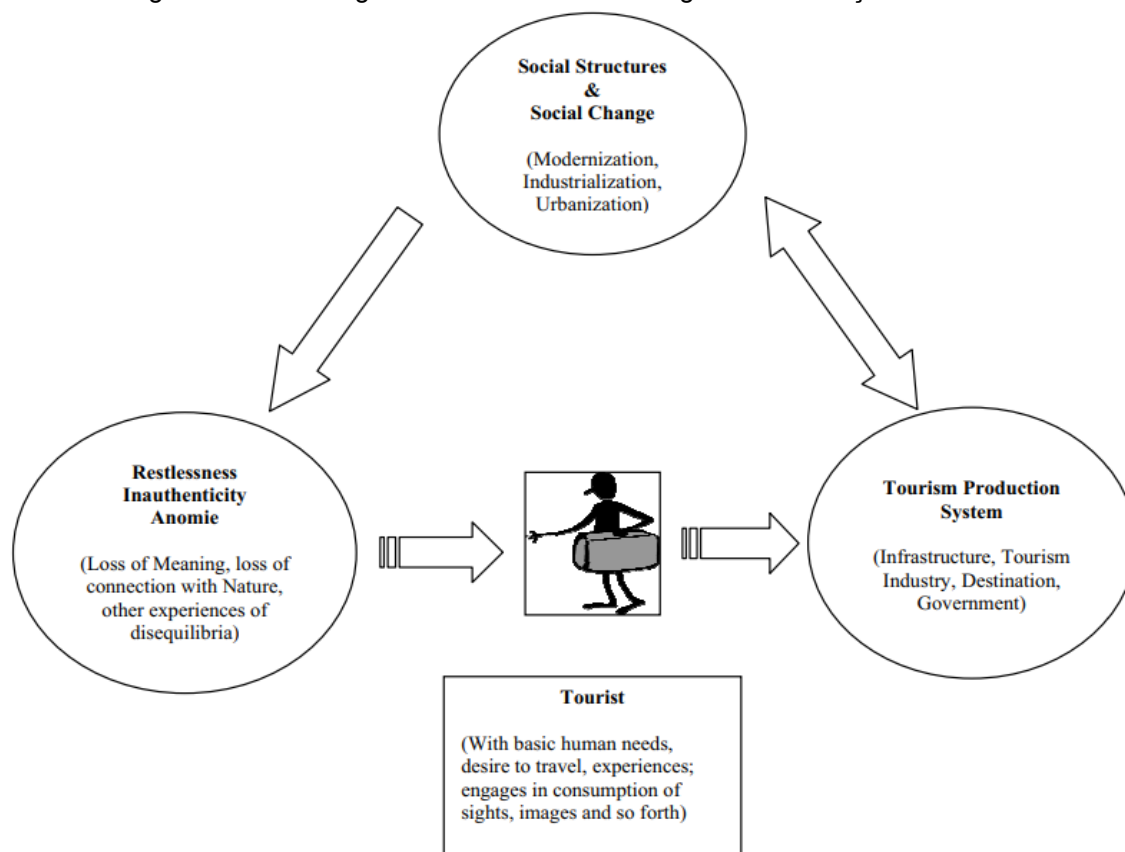 Social Structures
&
Social Change
(Modernization,
Industrialization,
Urbanization)
Restlessness
Inauthenticity
Anomie
(Loss of Meaning, loss of
connection with Nature,
other experiences of
disequilibria)
Tourism Production
System
(Infrastructure, Tourism
Industry, Destination,
Government)
Tourist
(With basic human needs,
desire to travel, experiences;
engages in consumption of
sights, images and so forth)